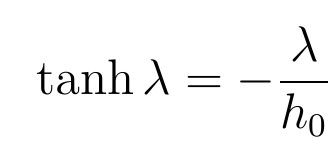 tanh λ = −λ/h₀